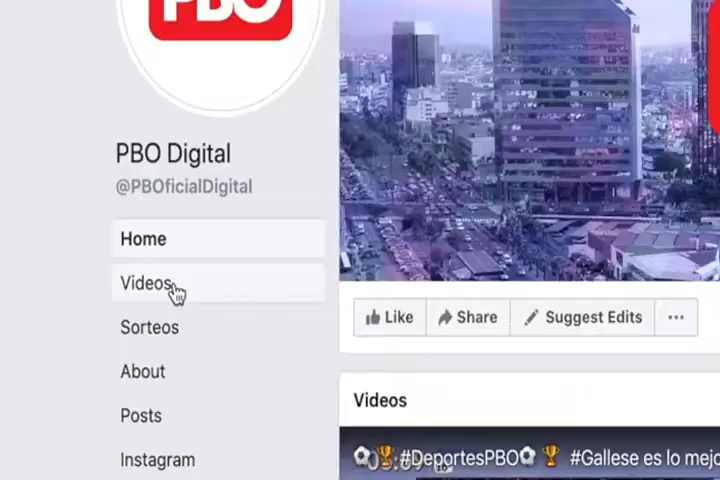 PBO
PBO Digital
@PBOficialDigital
Home
Videos
Sorteos
About
Posts
Instagram
Like
Share
Suggest Edits
Videos
⚽🏆 #DeportesPBO⚽ 🏆 #Gallese es lo mejo